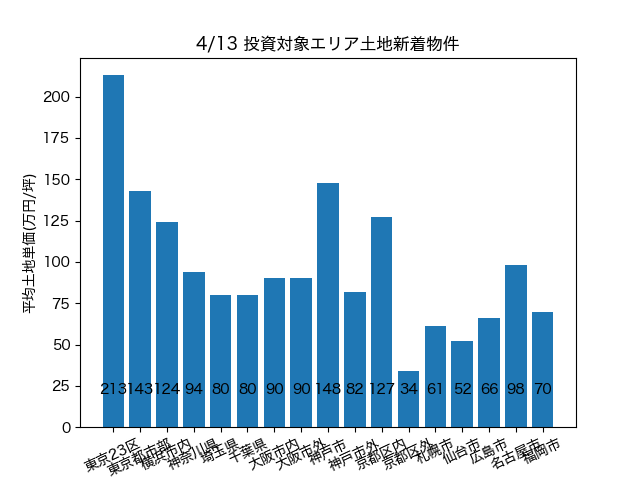 4/13 投資対象エリア土地新着物件
平均土地単価(万円/坪)
200
175
150
125
100
75
50
25
0
213 143 124 94 80 80 90 90 148 82 127 34 61 52 66 98 70
東京23区
東京都市部
横浜市内
神奈川県
埼玉県
千葉県
大阪市内
大阪市外
神戸市
神戸市外
京都区内
京都区外
札幌市
仙台市
広島市
名古屋市
福岡市